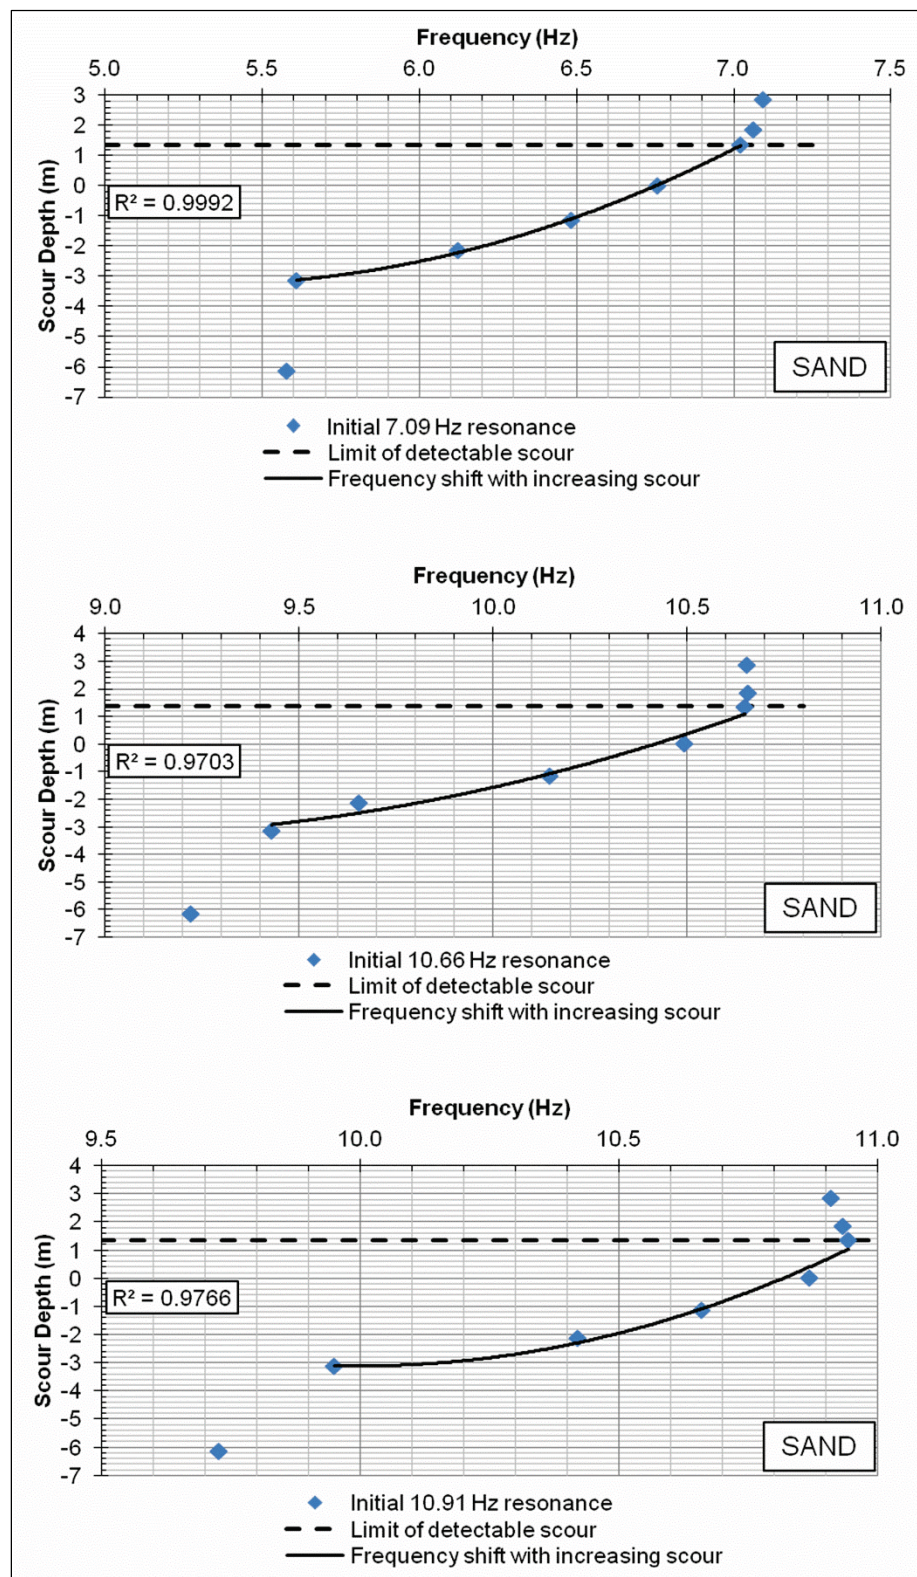 Frequency (Hz)
5.0 5.5 6.0 6.5 7.0 7.5
3
2
1
0
-1
-2
-3
-4
-5
-6
-7
Scour Depth (m)
R² = 0.9992
SAND
Initial 7.09 Hz resonance
Limit of detectable scour
Frequency shift with increasing scour
Frequency (Hz)
9.0 9.5 10.0 10.5 11.0
4
3
2
1
0
-1
-2
-3
-4
-5
-6
-7
Scour Depth (m)
R² = 0.9703
SAND
Initial 10.66 Hz resonance
Limit of detectable scour
Frequency shift with increasing scour
Frequency (Hz)
9.5 10.0 10.5 11.0
4
3
2
1
0
-1
-2
-3
-4
-5
-6
-7
Scour Depth (m)
R² = 0.9766
SAND
Initial 10.91 Hz resonance
Limit of detectable scour
Frequency shift with increasing scour